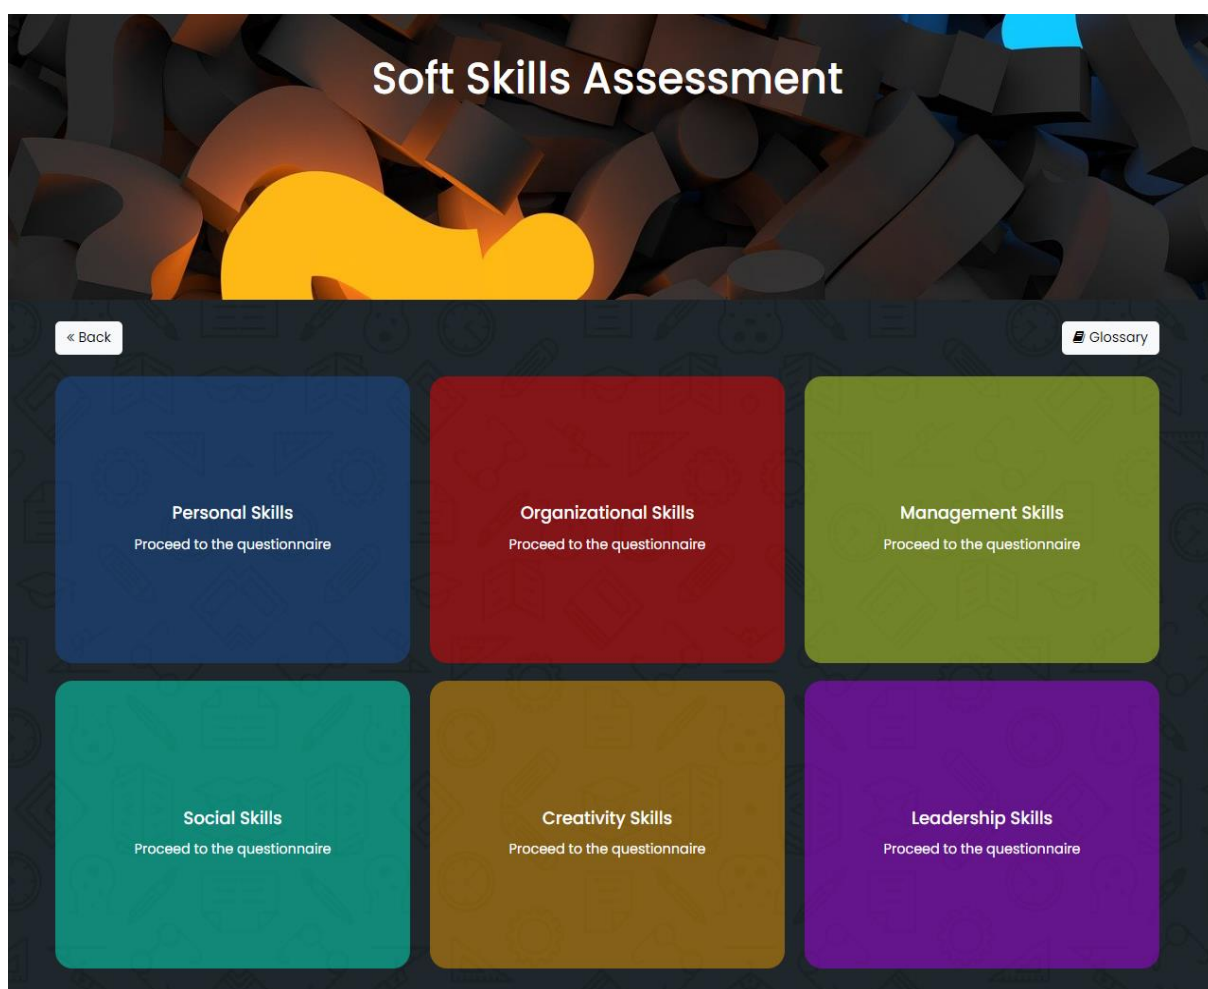 Soft Skills Assessment
« Back
Glossary
Personal Skills
Proceed to the questionnaire
Organizational Skills
Proceed to the questionnaire
Management Skills
Proceed to the questionnaire
Social Skills
Proceed to the questionnaire
Creativity Skills
Proceed to the questionnaire
Leadership Skills
Proceed to the questionnaire